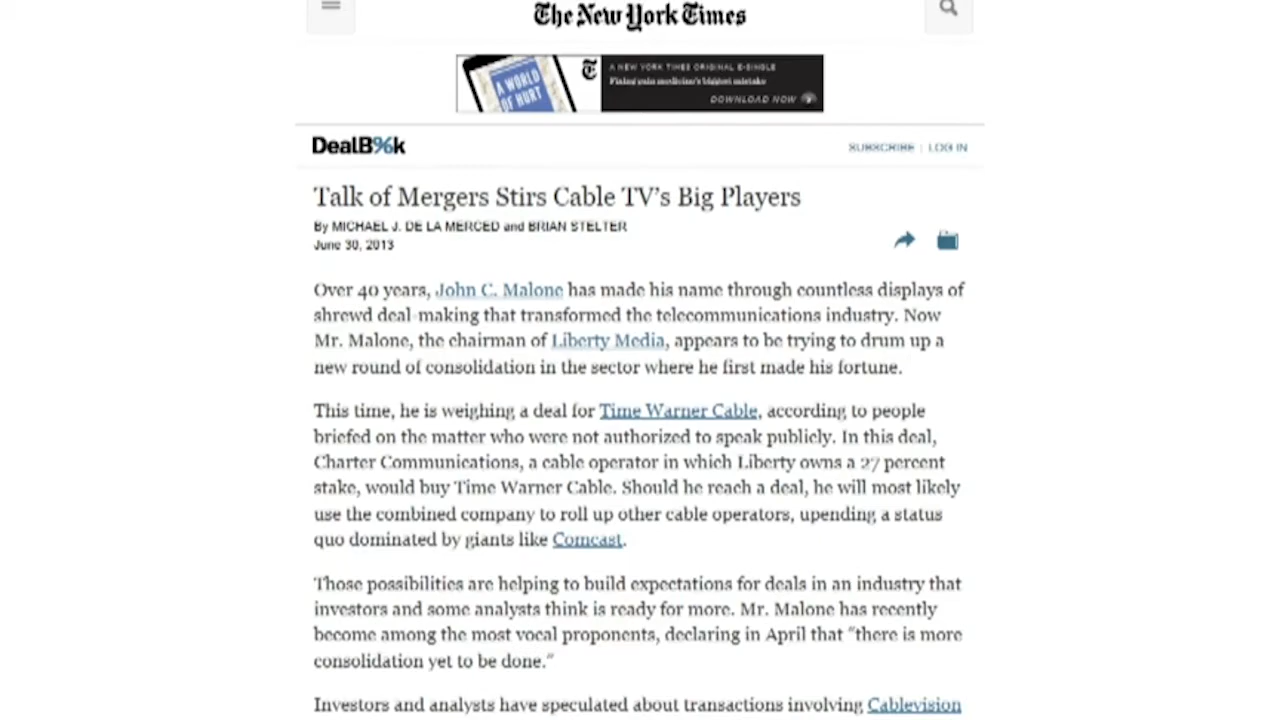 The New York Times
A WORLD
OF HURT
A NEW YORK TIMES ORIGINAL E-SINGLE
Fixing pain medicine's biggest mistake
DOWNLOAD NOW
DealB%k
SUBSCRIBE | LOG IN
Talk of Mergers Stirs Cable TV's Big Players
By MICHAEL J. DE LA MERCED and BRIAN STELTER
June 30, 2013
Over 40 years, John C. Malone has made his name through countless displays of
shrewd deal-making that transformed the telecommunications industry. Now
Mr. Malone, the chairman of Liberty Media, appears to be trying to drum up a
new round of consolidation in the sector where he first made his fortune.
This time, he is weighing a deal for Time Warner Cable, according to people
briefed on the matter who were not authorized to speak publicly. In this deal,
Charter Communications, a cable operator in which Liberty owns a 27 percent
stake, would buy Time Warner Cable. Should he reach a deal, he will most likely
use the combined company to roll up other cable operators, upending a status
quo dominated by giants like Comcast.
Those possibilities are helping to build expectations for deals in an industry that
investors and some analysts think is ready for more. Mr. Malone has recently
become among the most vocal proponents, declaring in April that "there is more
consolidation yet to be done."
Investors and analysts have speculated about transactions involving Cablevision